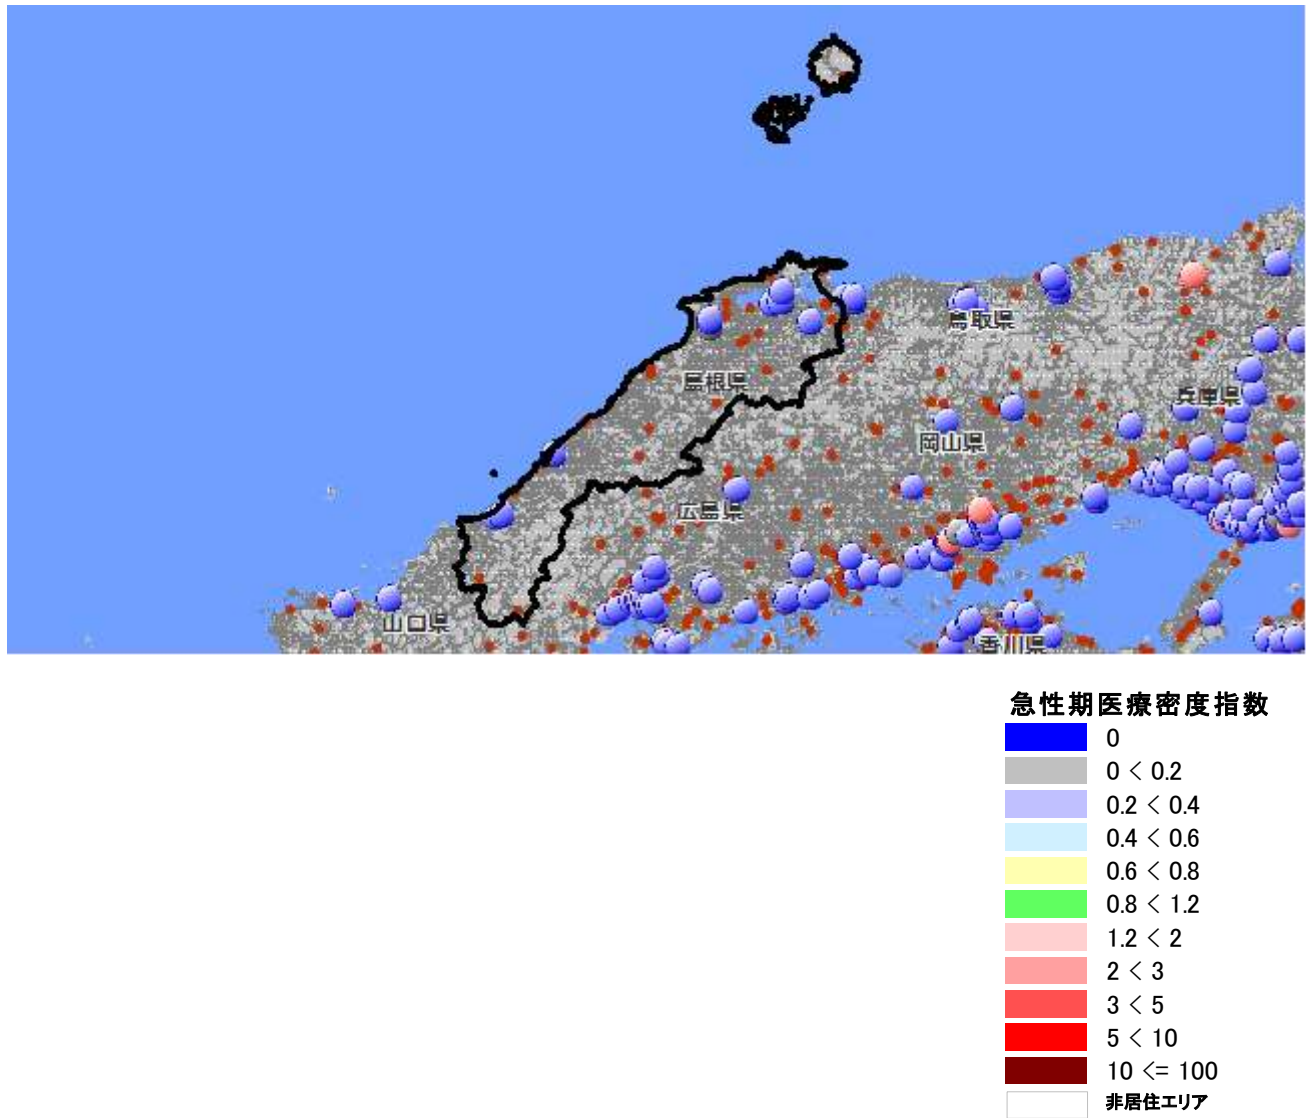 鳥取県
島根県
兵庫県
岡山県
広島県
山口県
香川県
急性期医療密度指数
0
0 < 0.2
0.2 < 0.4
0.4 < 0.6
0.6 < 0.8
0.8 < 1.2
1.2 < 2
2 < 3
3 < 5
5 < 10
10 <= 100
非居住エリア